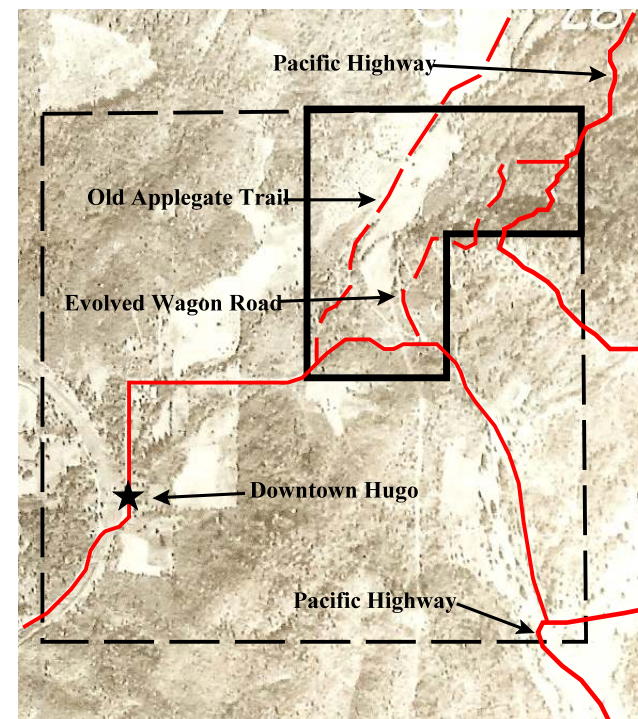 Pacific Highway
Old Applegate Trail
Evolved Wagon Road
Downtown Hugo
Pacific Highway